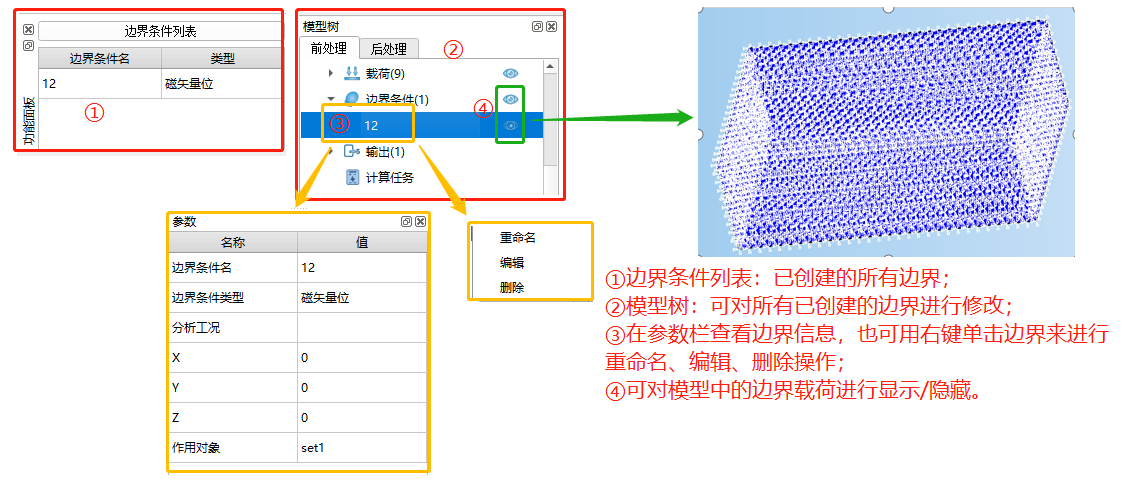 边界条件列表
边界条件名 类型
12 磁矢量位
①
功能面板
模型树
前处理 后处理
②
载荷(9)
边界条件(1)
④
③ 12
输出(1)
计算任务
参数
名称 值
边界条件名 12
边界条件类型 磁矢量位
分析工况
X 0
Y 0
Z 0
作用对象 set1
重命名
编辑
删除
①边界条件列表：已创建的所有边界；
②模型树：可对所有已创建的边界进行修改；
③在参数栏查看边界信息，也可用右键单击边界来进行
重命名、编辑、删除操作；
④可对模型中的边界载荷进行显示/隐藏。